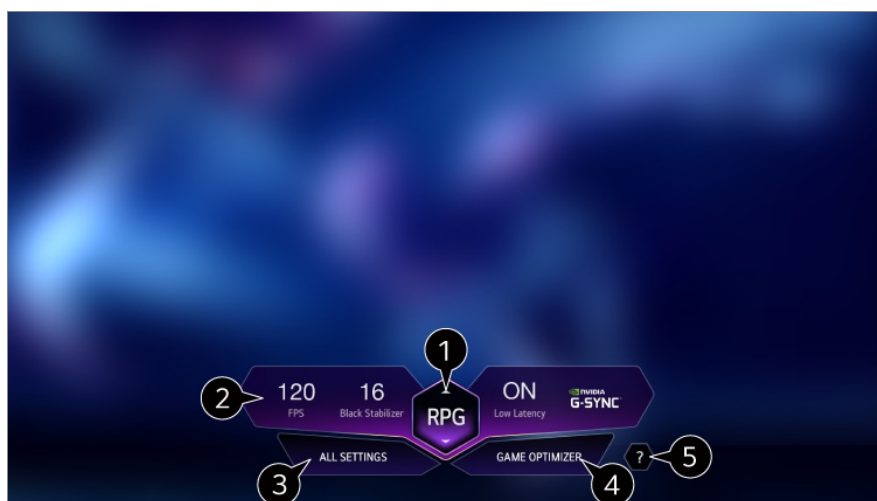 1
2
120
FPS
16
Black Stabilizer
RPG
ON
Low Latency
NVIDIA
G-SYNC
ALL SETTINGS
GAME OPTIMIZER
?
5
3
4